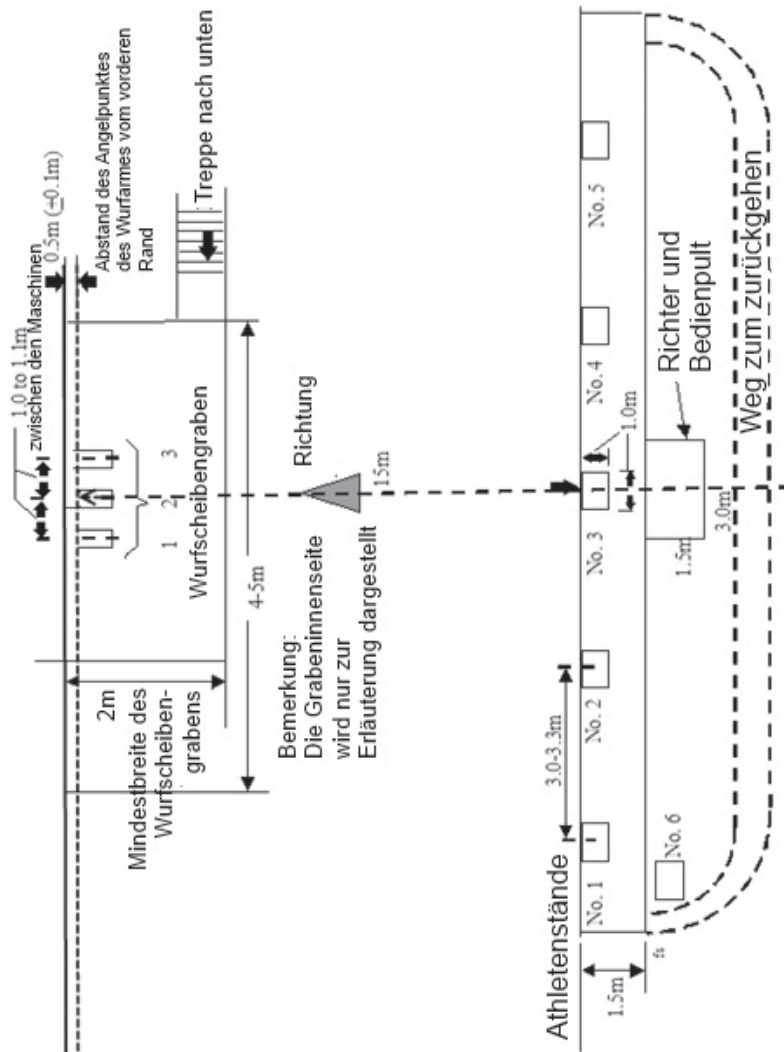 1.0 to 1.1m
zwischen den Maschinen
0.5m (±0.1m)
Abstand des Angelpunktes
des Wurfarmes vom vorderen
Rand
1
2
3
Wurfscheibengraben
Treppe nach unten
2m
Mindestbreite des
Wurfscheiben-
grabens
4-5m
Richtung
15m
Bemerkung:
Die Grabeninnenseite
wird nur zur
Erläuterung dargestellt
Athletenstände
No. 1
No. 2
No. 3
No. 4
No. 5
3.0-3.3m
1.0m
1.5m
No. 6
fs
1.5m
3.0m
Richter und
Bedienpult
Weg zum zurückgehen